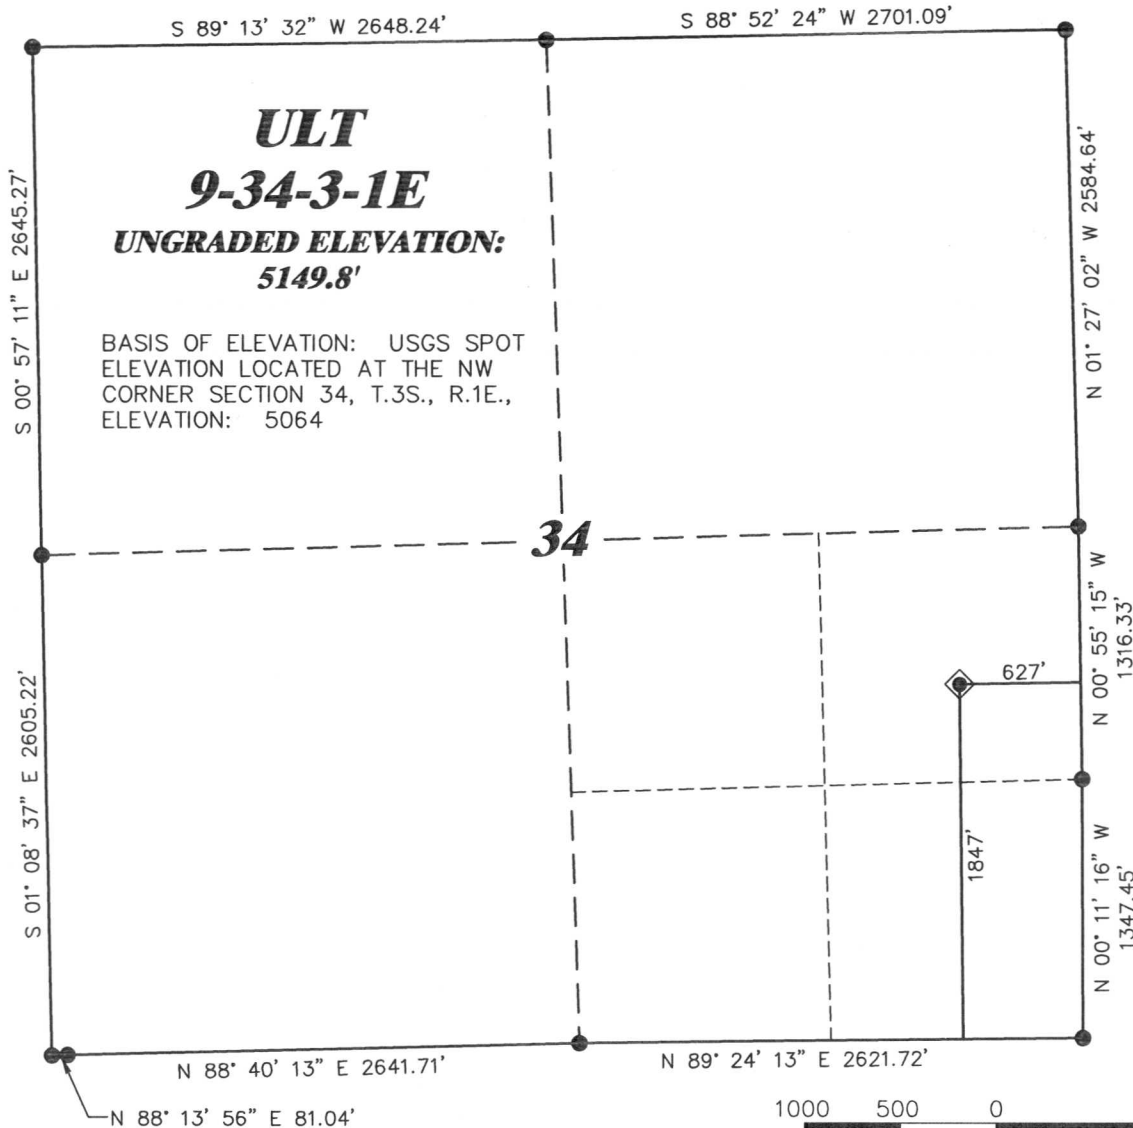 S 89° 13' 32" W 2648.24'
S 88° 52' 24" W 2701.09'
ULT
9-34-3-1E
UNGRADED ELEVATION:
5149.8'
BASIS OF ELEVATION: USGS SPOT
ELEVATION LOCATED AT THE NW
CORNER SECTION 34, T.3S., R.1E.,
ELEVATION: 5064
S 00° 57' 11" E 2645.27'
N 01° 27' 02" W 2584.64'
34
N 00° 55' 15" W
1316.33'
627'
S 01° 08' 37" E 2605.22'
1847'
N 00° 11' 16" W
1347.45'
N 88° 40' 13" E 2641.71'
N 89° 24' 13" E 2621.72'
N 88° 13' 56" E 81.04'
1000 500 0